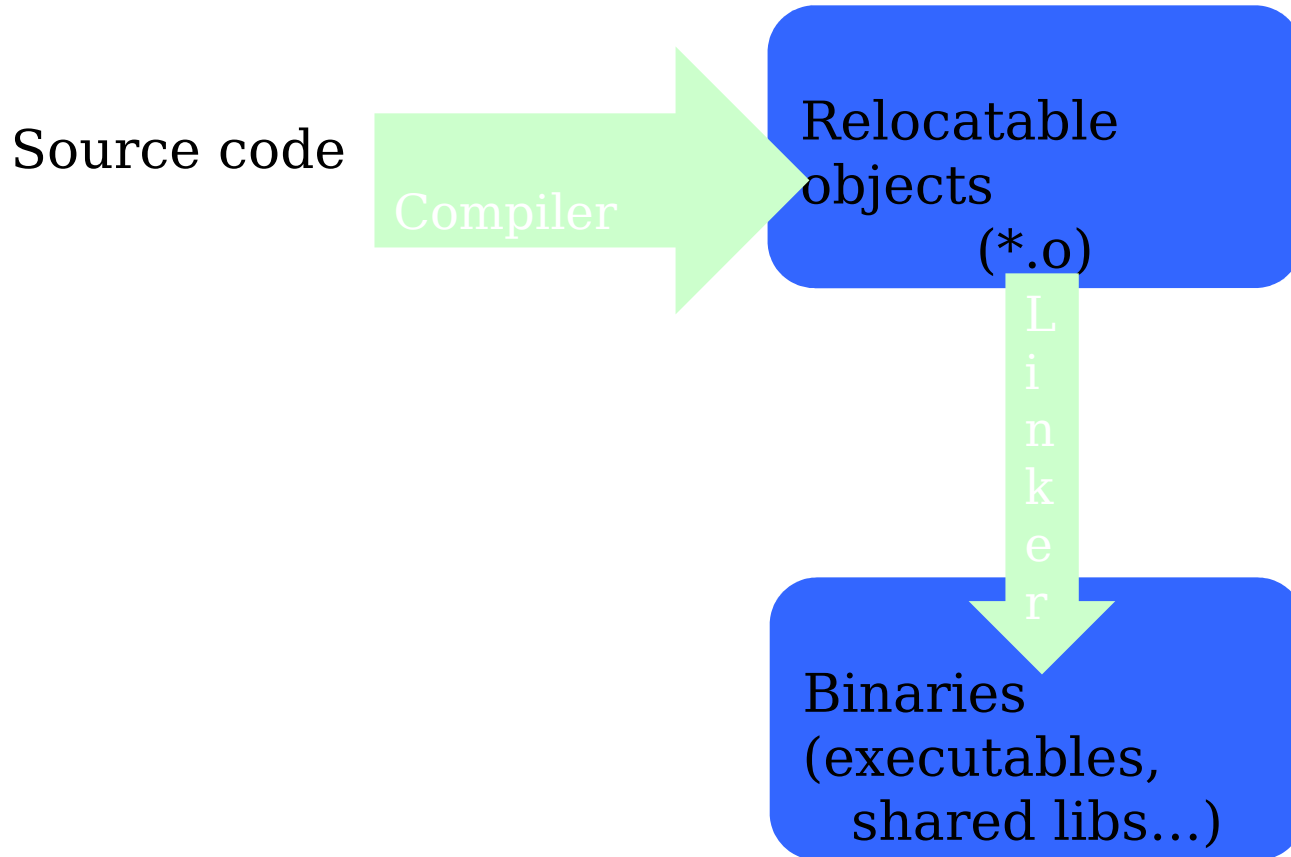 Source code
Compiler
Relocatable
objects
(*.o)
L
i
n
k
e
r
Binaries
(executables,
shared libs...)